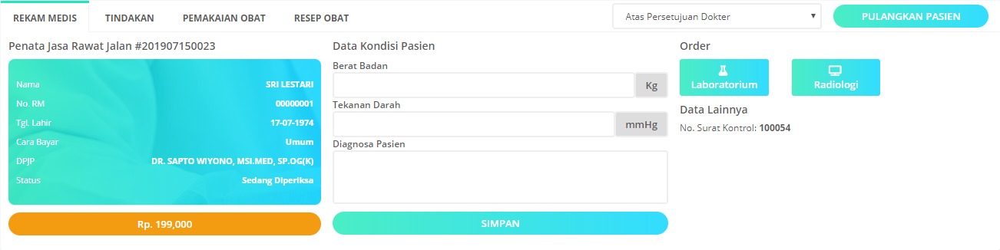 REKAM MEDIS TINDAKAN PEMAKAIAN OBAT RESEP OBAT Atas Persetujuan Dokter PULANGKAN PASIEN
Penata Jasa Rawat Jalan #201907150023
Nama SRI LESTARI
No. RM 00000001
Tgl. Lahir 17-07-1974
Cara Bayar Umum
DPJP DR. SAPTO WIYONO, MSI.MED, SP.OG(K)
Status Sedang Diperiksa
Rp. 199,000
Data Kondisi Pasien
Berat Badan
Kg
Tekanan Darah
mmHg
Diagnosa Pasien
SIMPAN
Order
Laboratorium Radiologi
Data Lainnya
No. Surat Kontrol: 100054